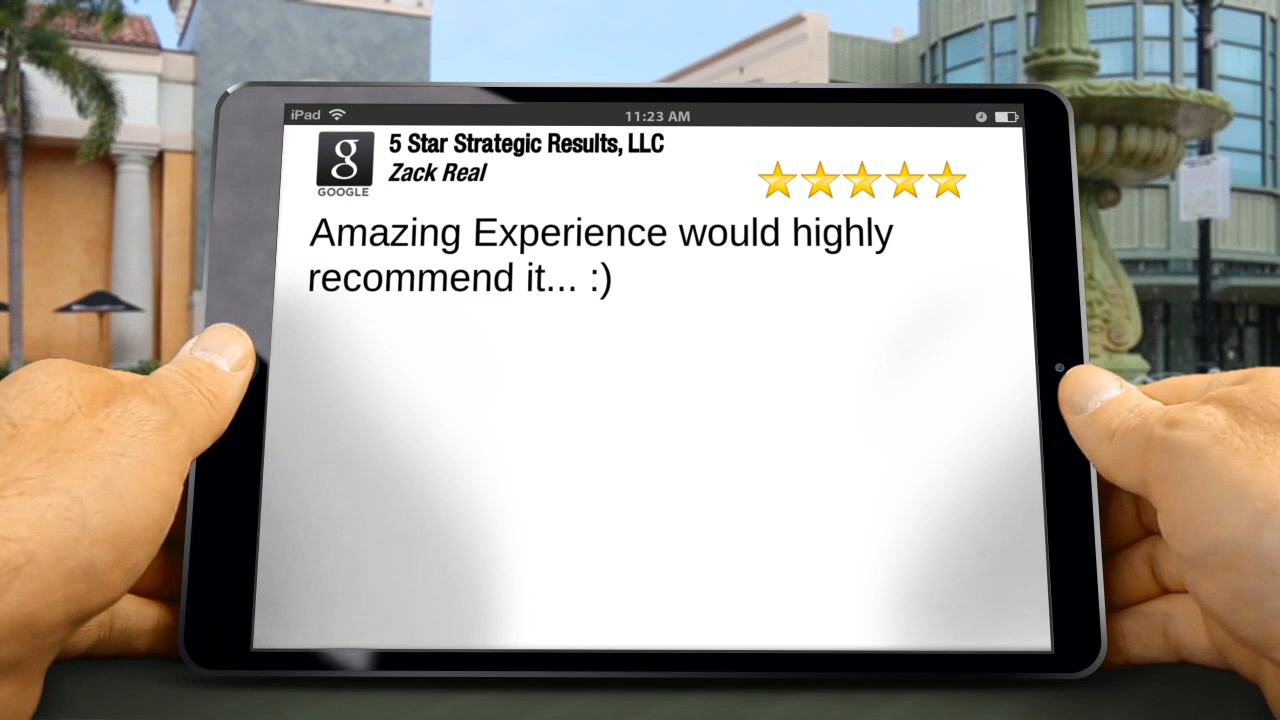 iPad 11:23 AM
g
GOOGLE
5 Star Strategic Results, LLC
Zack Real
Amazing Experience would highly
recommend it... :)